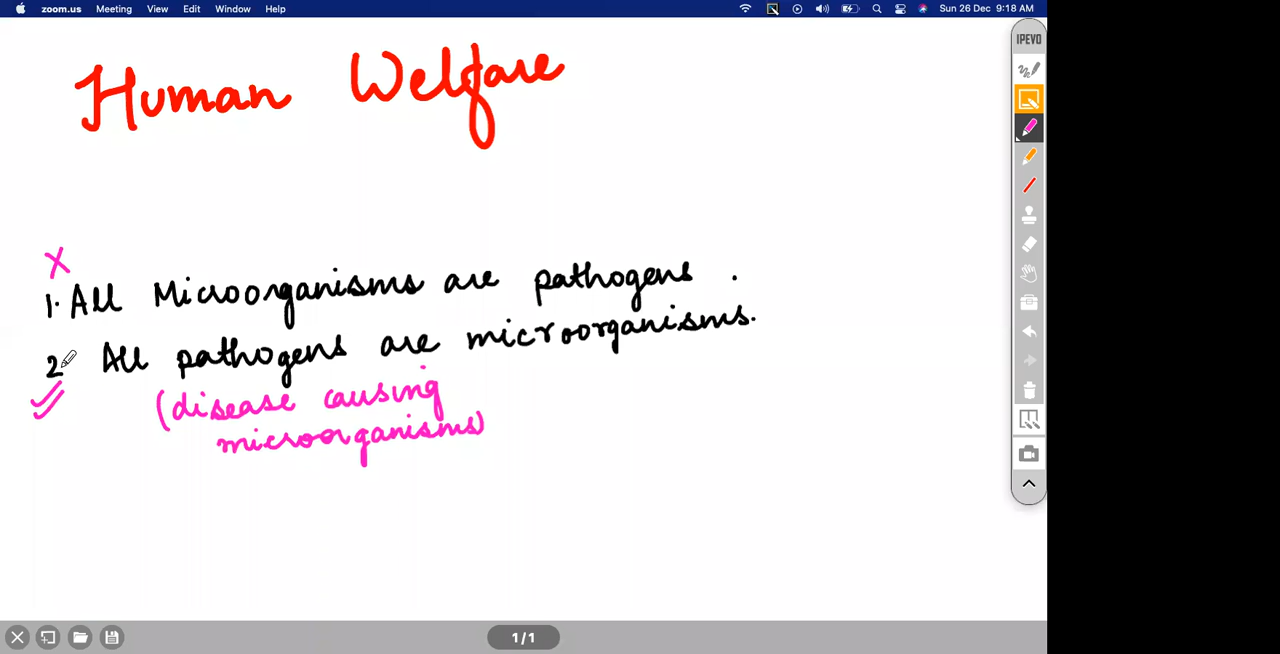 zoom.us Meeting View Edit Window Help Sun 26 Dec 9:18 AM
IPEVO
Human Welfare
X
1. All Microorganisms are pathogens.
2. All pathogens are microorganisms.
(disease causing
microorganisms)
1/1